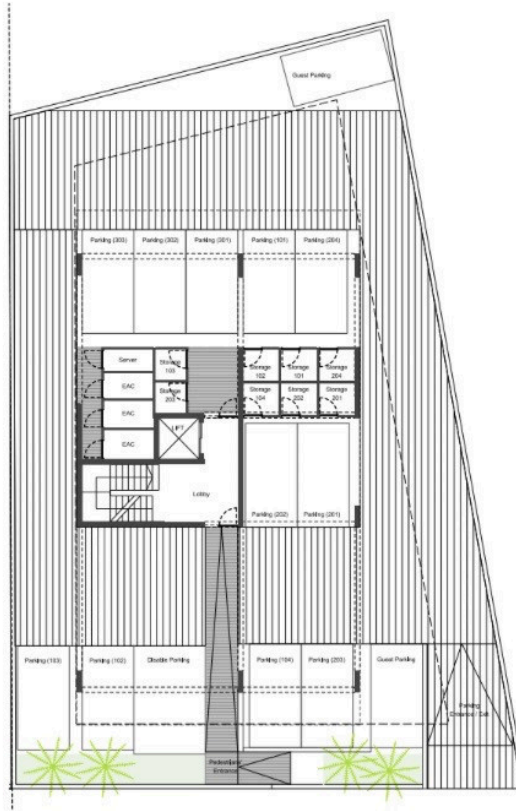 Guest Parking
Parking (303)
Parking (302)
Parking (301)
Parking (101)
Parking (204)
Server
Storage
103
Storage
102
Storage
101
Storage
204
EAC
EAC
Storage
203
Storage
104
Storage
202
Storage
201
LIFT
EAC
Lobby
Parking (202)
Parking (201)
Parking (103)
Parking (102)
Disable Parking
Parking (104)
Parking (203)
Guest Parking
Parking
Entrance / Exit
Pedestrians'
Entrance